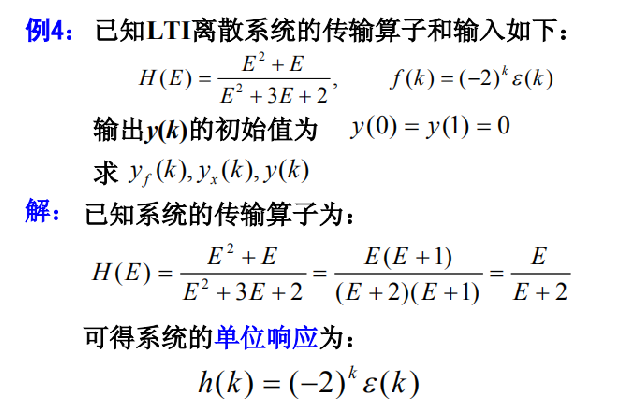 例4： 已知LTI离散系统的传输算子和输入如下：
H(E) = (E² + E)/(E² + 3E + 2), f(k) = (−2)ᵏ ε(k)
输出y(k)的初始值为 y(0) = y(1) = 0
求 y_f(k), y_x(k), y(k)
解： 已知系统的传输算子为：
H(E) = (E² + E)/(E² + 3E + 2) = E(E + 1)/((E + 2)(E + 1)) = E/(E + 2)
可得系统的单位响应为：
h(k) = (−2)ᵏ ε(k)